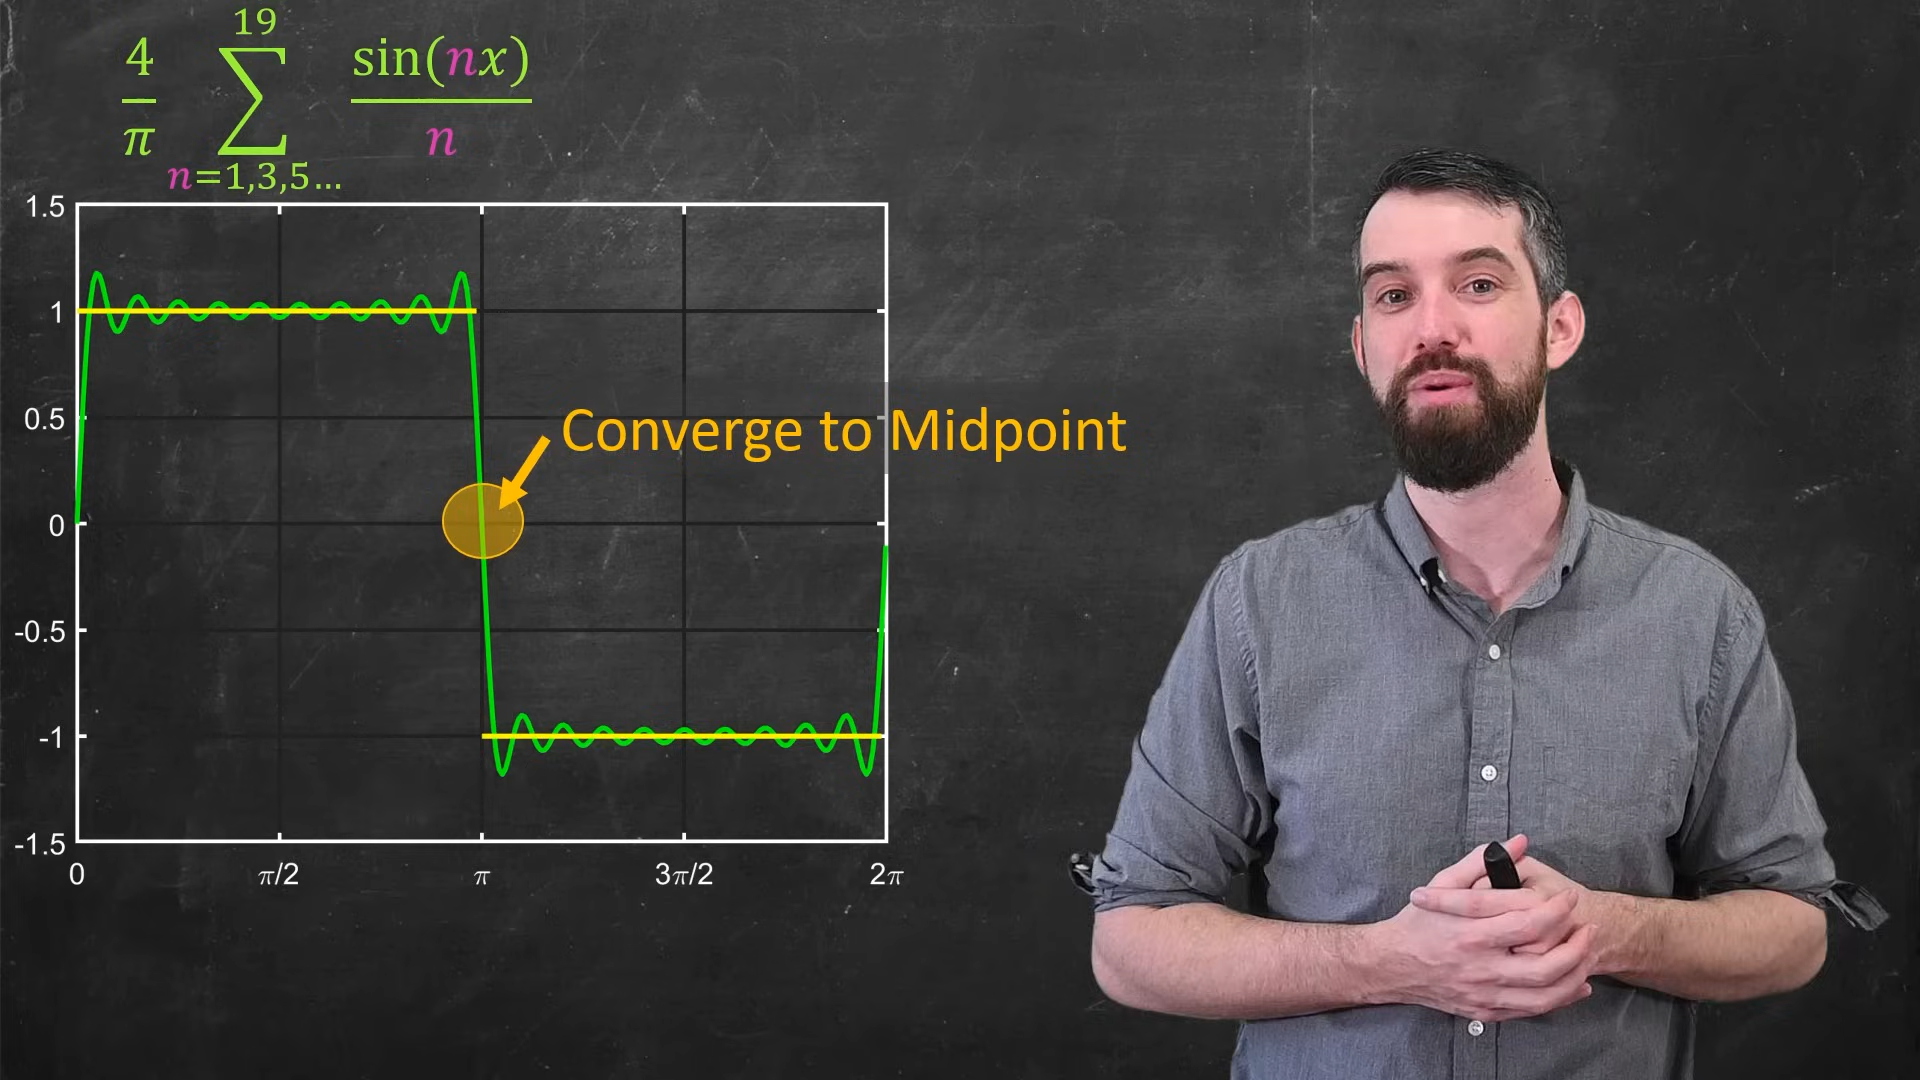 19
4/π ∑ sin(nx)/n
n=1,3,5...
1.5
1
0.5
Converge to Midpoint
0
-0.5
-1
-1.5
0 π/2 π 3π/2 2π